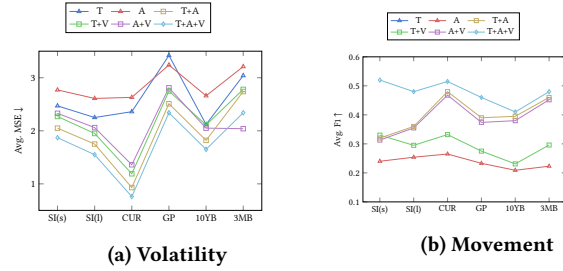 T A T+A
T+V A+V T+A+V
Avg. MSE ↓
3
2
1
SI(s) SI(l) CUR GP 10YB 3MB
(a) Volatility
T A T+A
T+V A+V T+A+V
Avg. F1 ↑
0.6
0.5
0.4
0.3
0.2
0.1
SI(s) SI(l) CUR GP 10YB 3MB
(b) Movement